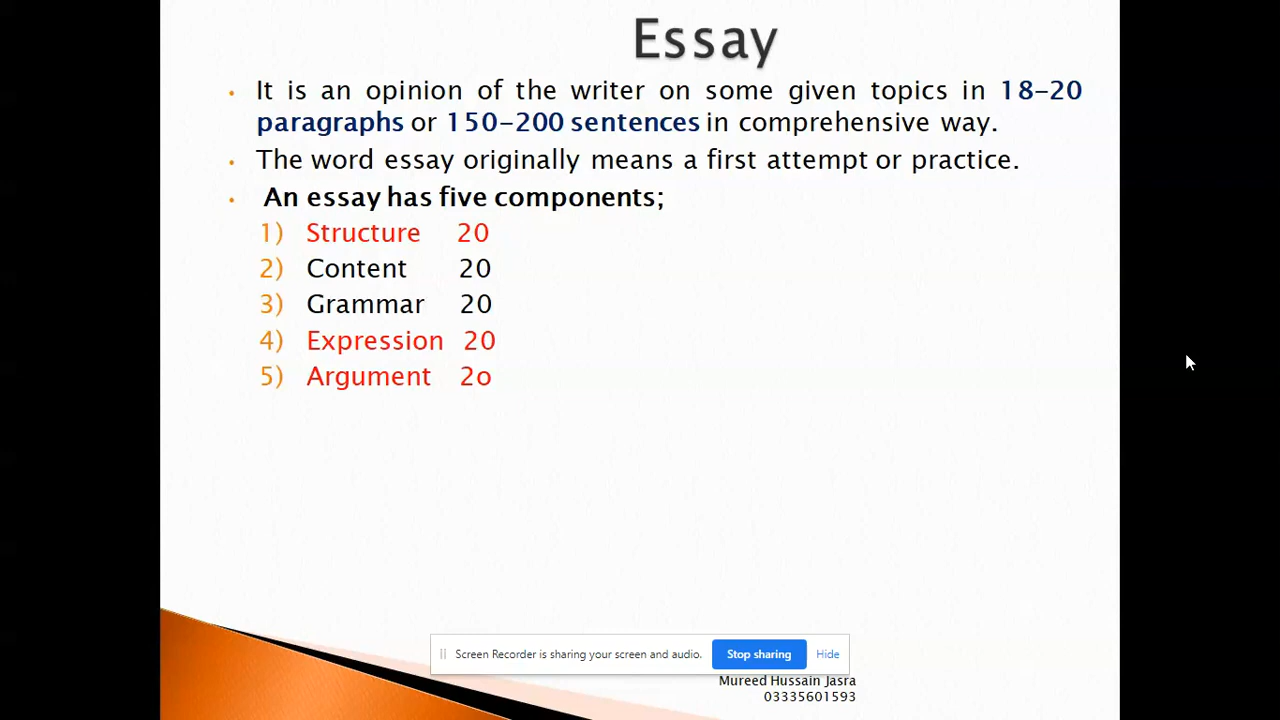 Essay
• It is an opinion of the writer on some given topics in 18-20
paragraphs or 150-200 sentences in comprehensive way.
• The word essay originally means a first attempt or practice.
• An essay has five components;
1) Structure 20
2) Content 20
3) Grammar 20
4) Expression 20
5) Argument 2o
Screen Recorder is sharing your screen and audio. Stop sharing Hide
Mureed Hussain Jasra
03335601593